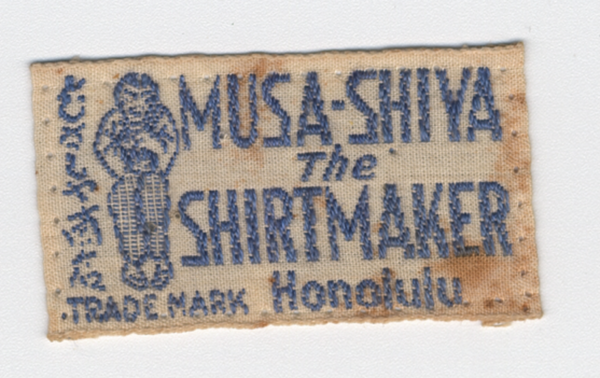 MUSA-SHIYA
The
SHIRTMAKER
.TRADE MARK Honolulu